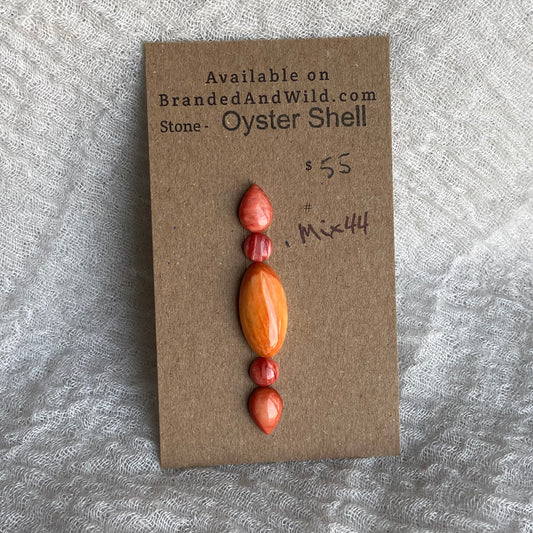 Available on
BrandedAndWild.com
Stone - Oyster Shell
$ 55
#
. Mix44